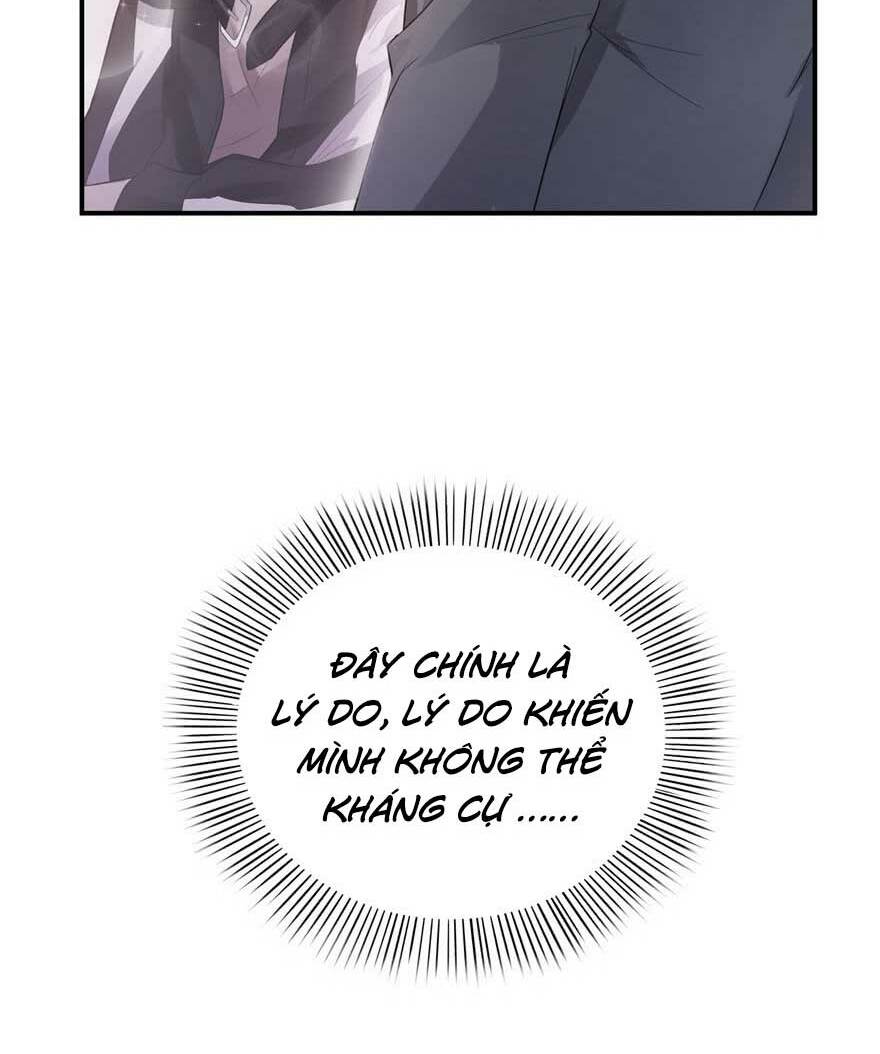 ĐÂY CHÍNH LÀ
LÝ DO, LÝ DO KHIẾN
MÌNH KHÔNG THỂ
KHÁNG CỰ ......